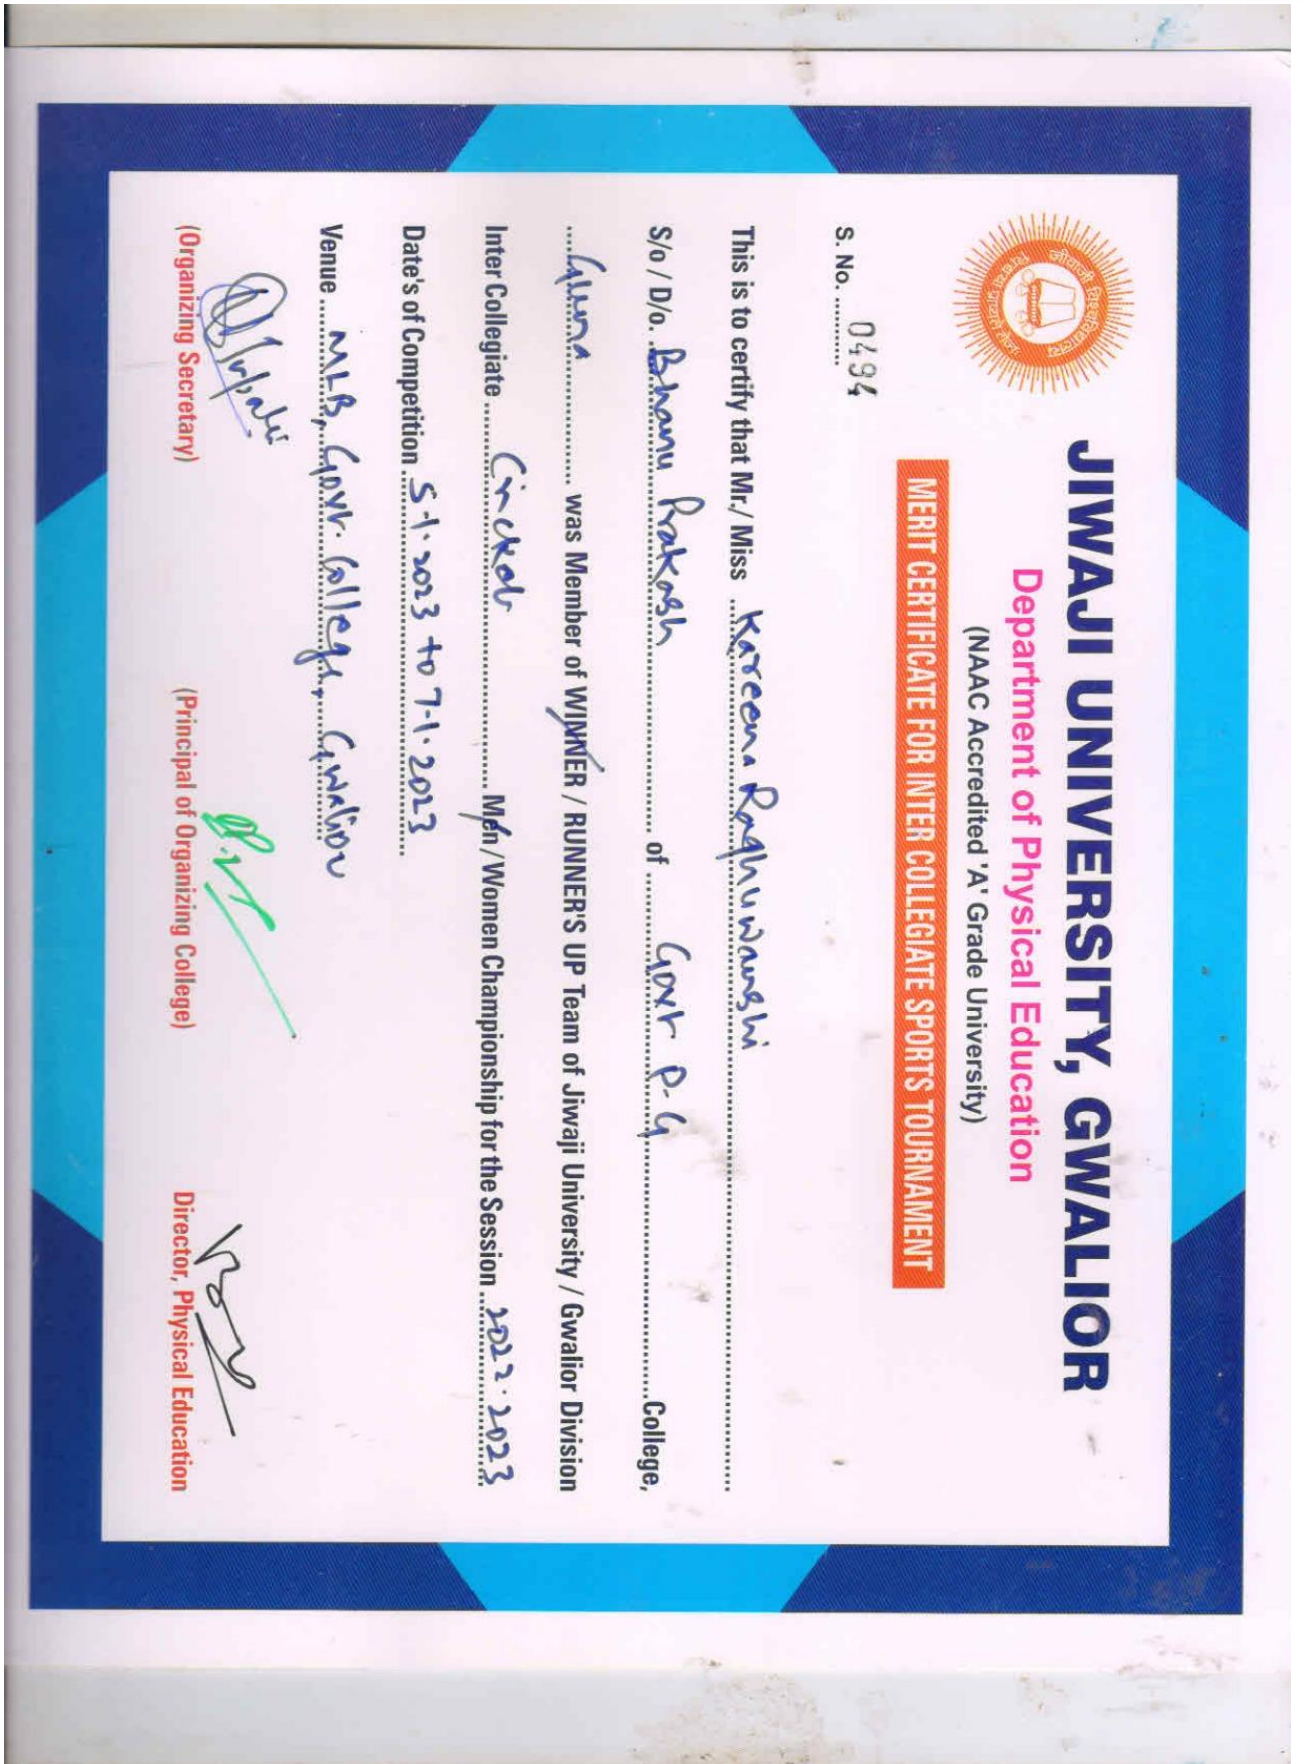 जीवाजी विश्वविद्यालय
JIWAJI UNIVERSITY, GWALIOR
Department of Physical Education
(NAAC Accredited 'A' Grade University)
MERIT CERTIFICATE FOR INTER COLLEGIATE SPORTS TOURNAMENT
S. No. .......... 0494
This is to certify that Mr./ Miss .. Kareena Raghuwanshi
S/o / D/o. .. Bhanu Prakash ........ of ........ Govt P-G ........ College,
.....Guna ........ was Member of WINNER / RUNNER'S UP Team of Jiwaji University / Gwalior Division
Inter Collegiate ..... Cricket ........ Men/Women Championship for the Session .. 2022-2023
Date's of Competition .. 5-1-2023 to 7-1-2023
Venue .... MLB, Govt. College, Gwalior
(Organizing Secretary) (Principal of Organizing College) Director, Physical Education